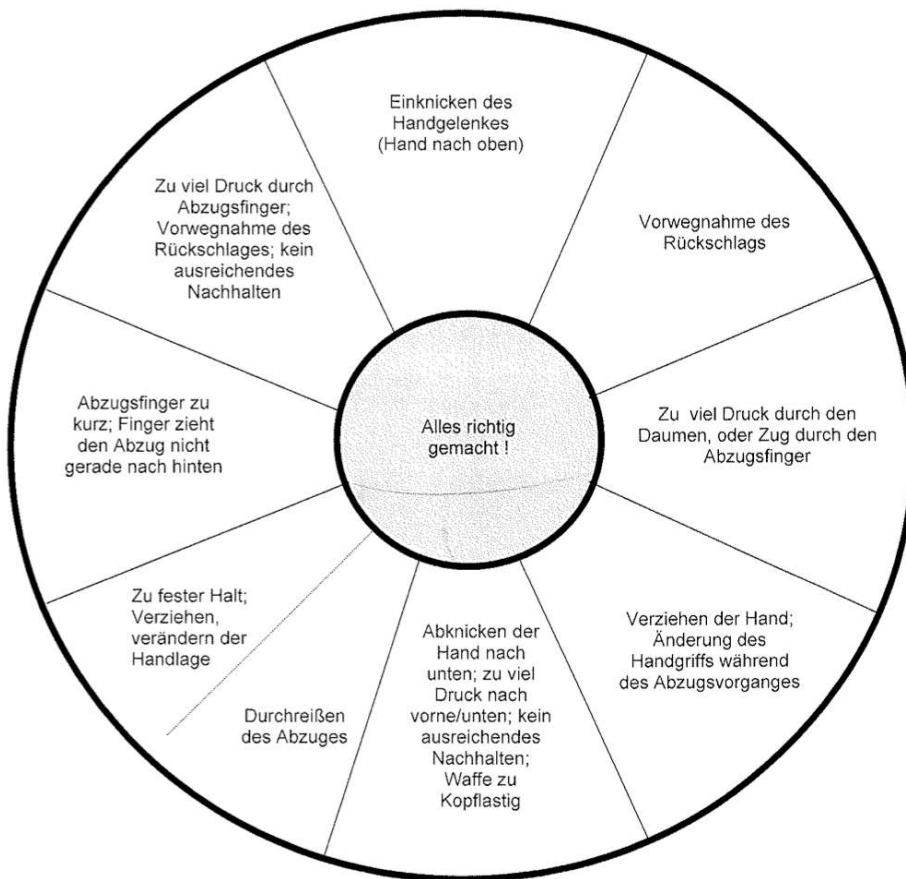 Einknicken des
Handgelenkes
(Hand nach oben)
Zu viel Druck durch
Abzugsfinger;
Vorwegnahme des
Rückschlages; kein
ausreichendes
Nachhalten
Vorwegnahme des
Rückschlags
Abzugsfinger zu
kurz; Finger zieht
den Abzug nicht
gerade nach hinten
Alles richtig
gemacht !
Zu viel Druck durch den
Daumen, oder Zug durch den
Abzugsfinger
Zu fester Halt;
Verziehen,
verändern der
Handlage
Durchreißen
des Abzuges
Abknicken der
Hand nach
unten; zu viel
Druck nach
vorne/unten; kein
ausreichendes
Nachhalten;
Waffe zu
Kopflastig
Verziehen der Hand;
Änderung des
Handgriffs während
des Abzugsvorganges